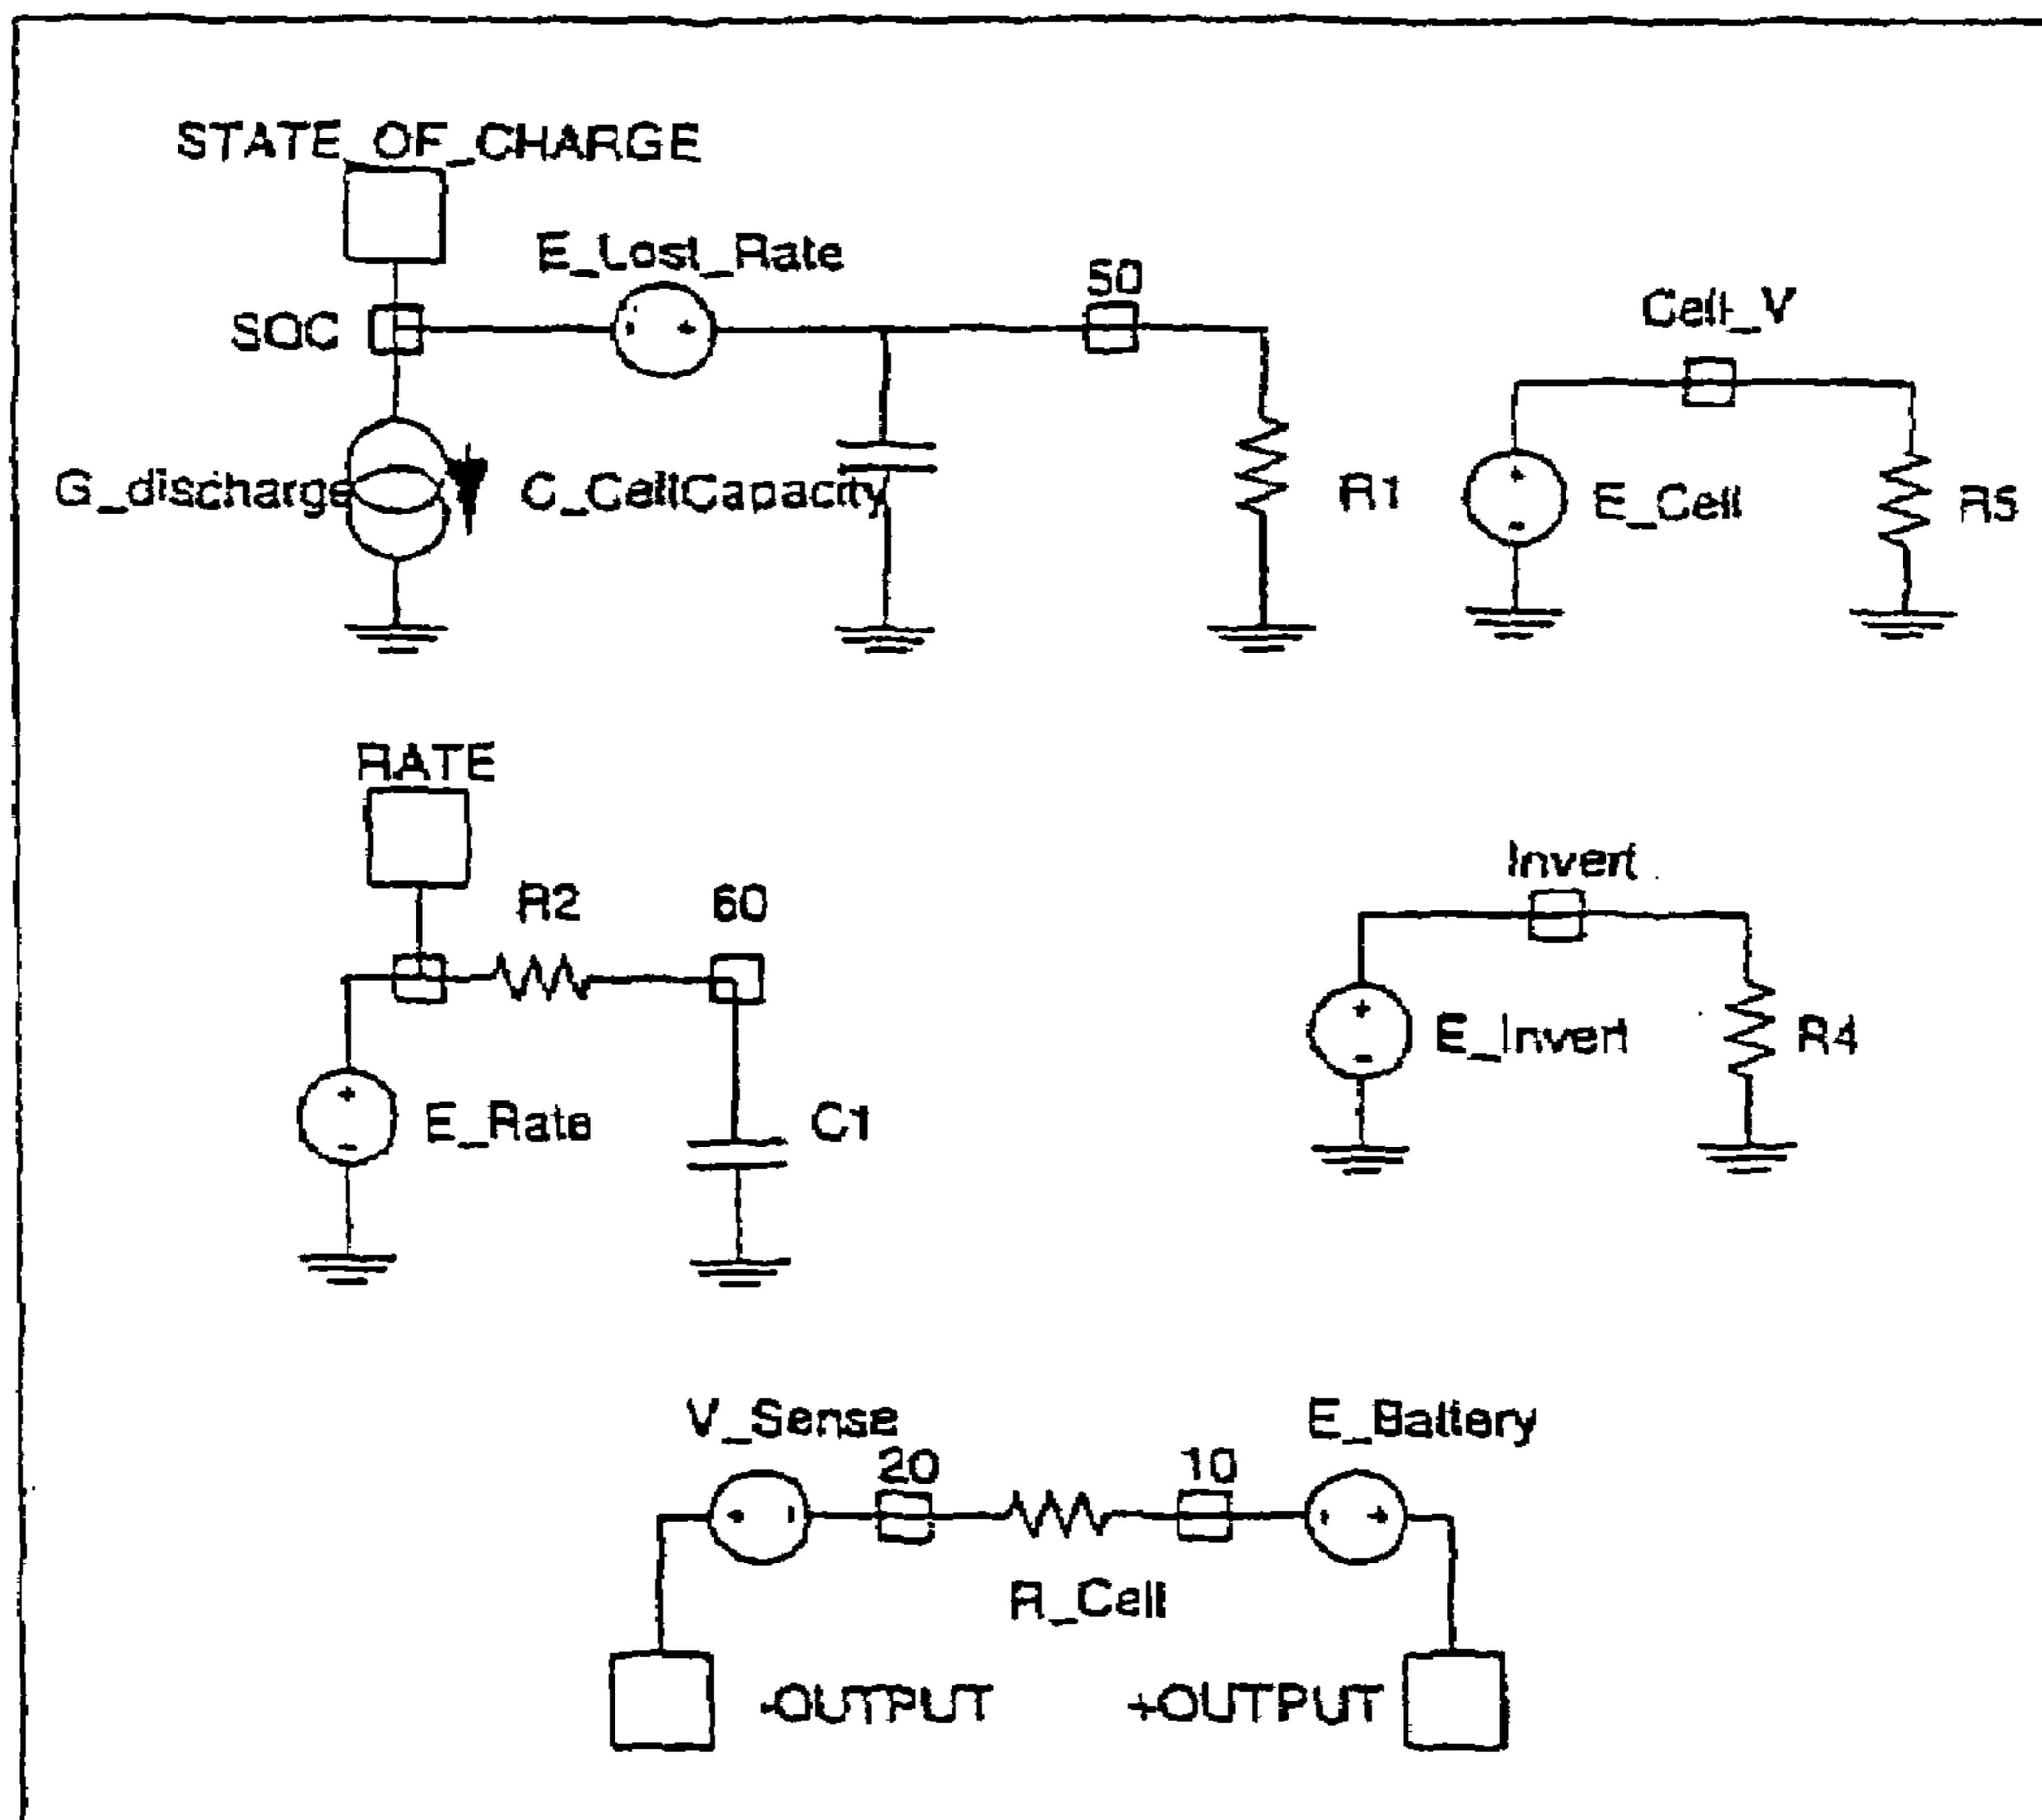 STATE_OF_CHARGE
E_Lost_Rate
50
SOC
Cell_V
G_discharge
C_CellCapacity
R1
E_Cell
R5
RATE
R2
60
Invert
E_Invert
R4
E_Rate
C1
V_Sense
E_Battery
20
10
R_Cell
-OUTPUT
+OUTPUT